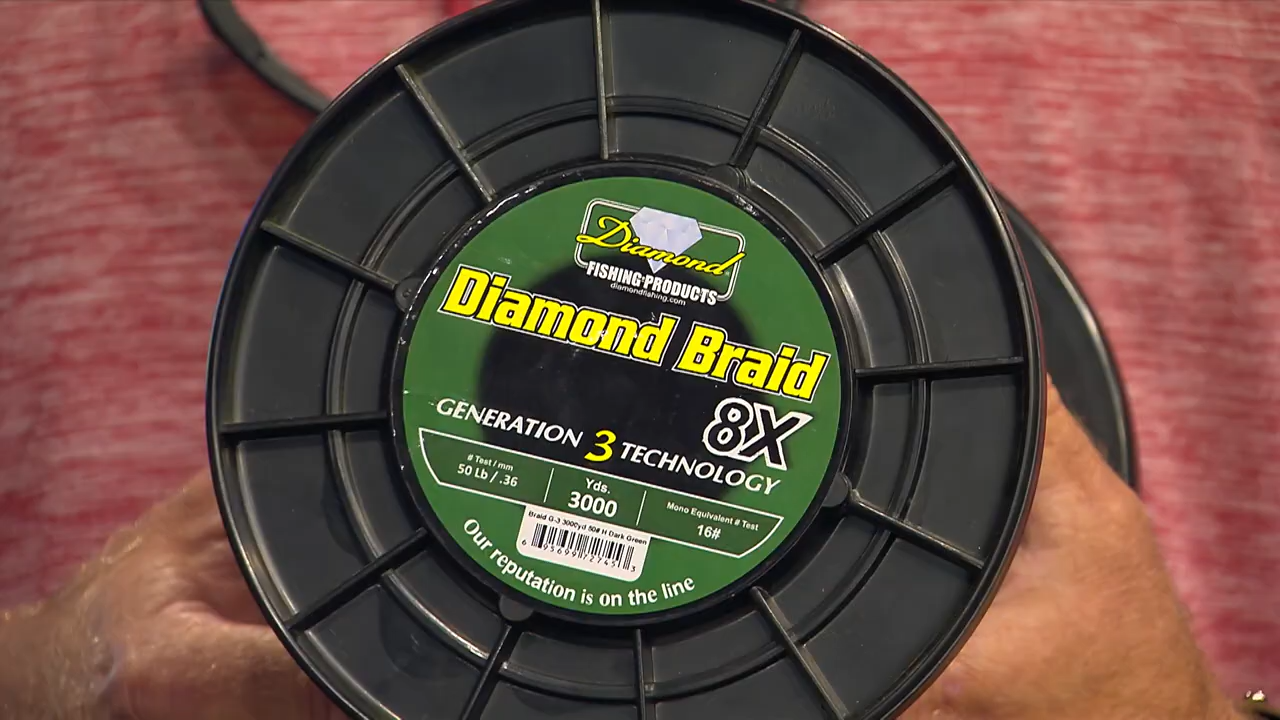 Diamond
FISHING PRODUCTS
diamondfishing.com
Diamond Braid
8X
GENERATION 3 TECHNOLOGY
# Test / mm
50 Lb / .36
Yds.
3000
Mono Equivalent # Test
16#
Braid G-3 3000yd 50# H Dark Green
Our reputation is on the line